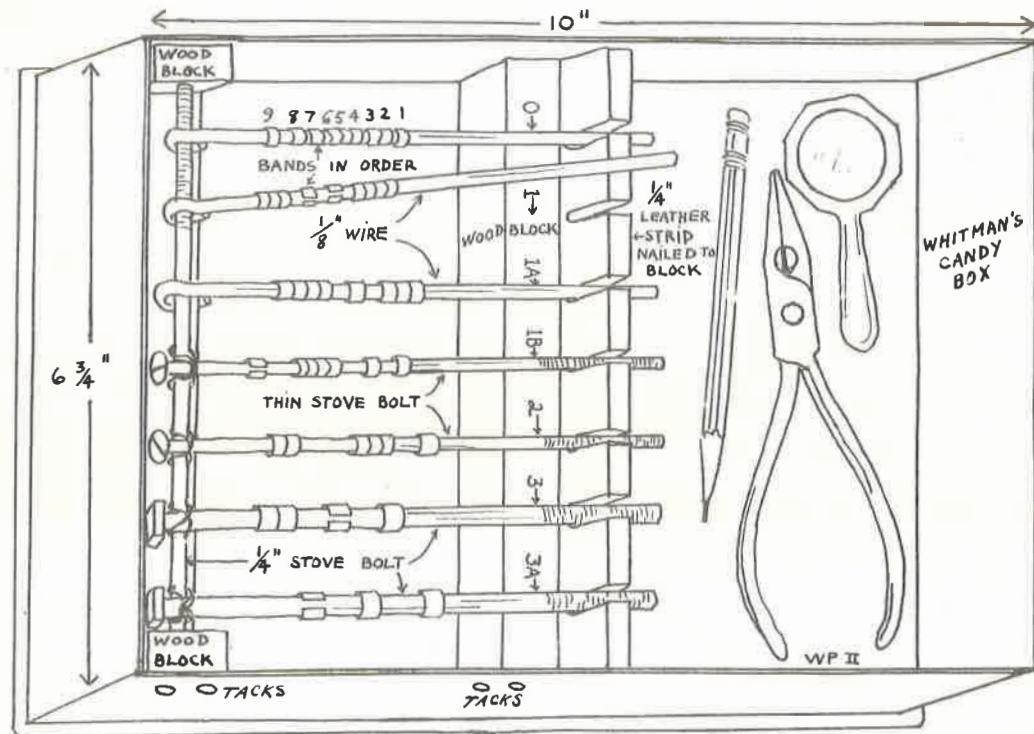 10"
WOOD
BLOCK
9 8 7 6 5 4 3 2 1
0
BANDS IN ORDER
1
1/4"
LEATHER
STRIP
NAILED TO
BLOCK
1/8" WIRE
WOOD BLOCK
WHITMAN'S
CANDY
BOX
1A
6 3/4"
1B
THIN STOVE BOLT
2
3
1/4" STOVE BOLT
3A
WOOD
BLOCK
WP II
TACKS
TACKS